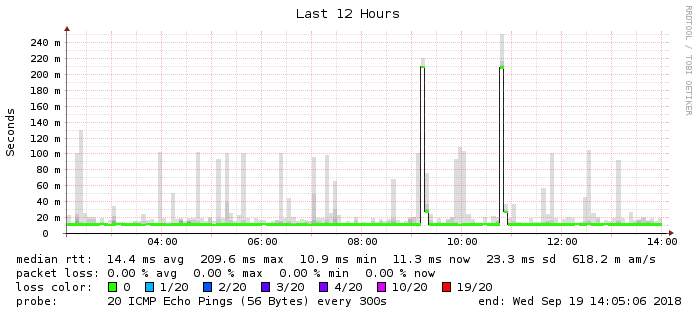 Last 12 Hours
RRDTOOL / TOBI OETIKER
Seconds
240 m
220 m
200 m
180 m
160 m
140 m
120 m
100 m
80 m
60 m
40 m
20 m
0
04:00 06:00 08:00 10:00 12:00 14:00
median rtt: 14.4 ms avg 209.6 ms max 10.9 ms min 11.3 ms now 23.3 ms sd 618.2 m am/s
packet loss: 0.00 % avg 0.00 % max 0.00 % min 0.00 % now
loss color: 0 1/20 2/20 3/20 4/20 10/20 19/20
probe: 20 ICMP Echo Pings (56 Bytes) every 300s end: Wed Sep 19 14:05:06 2018